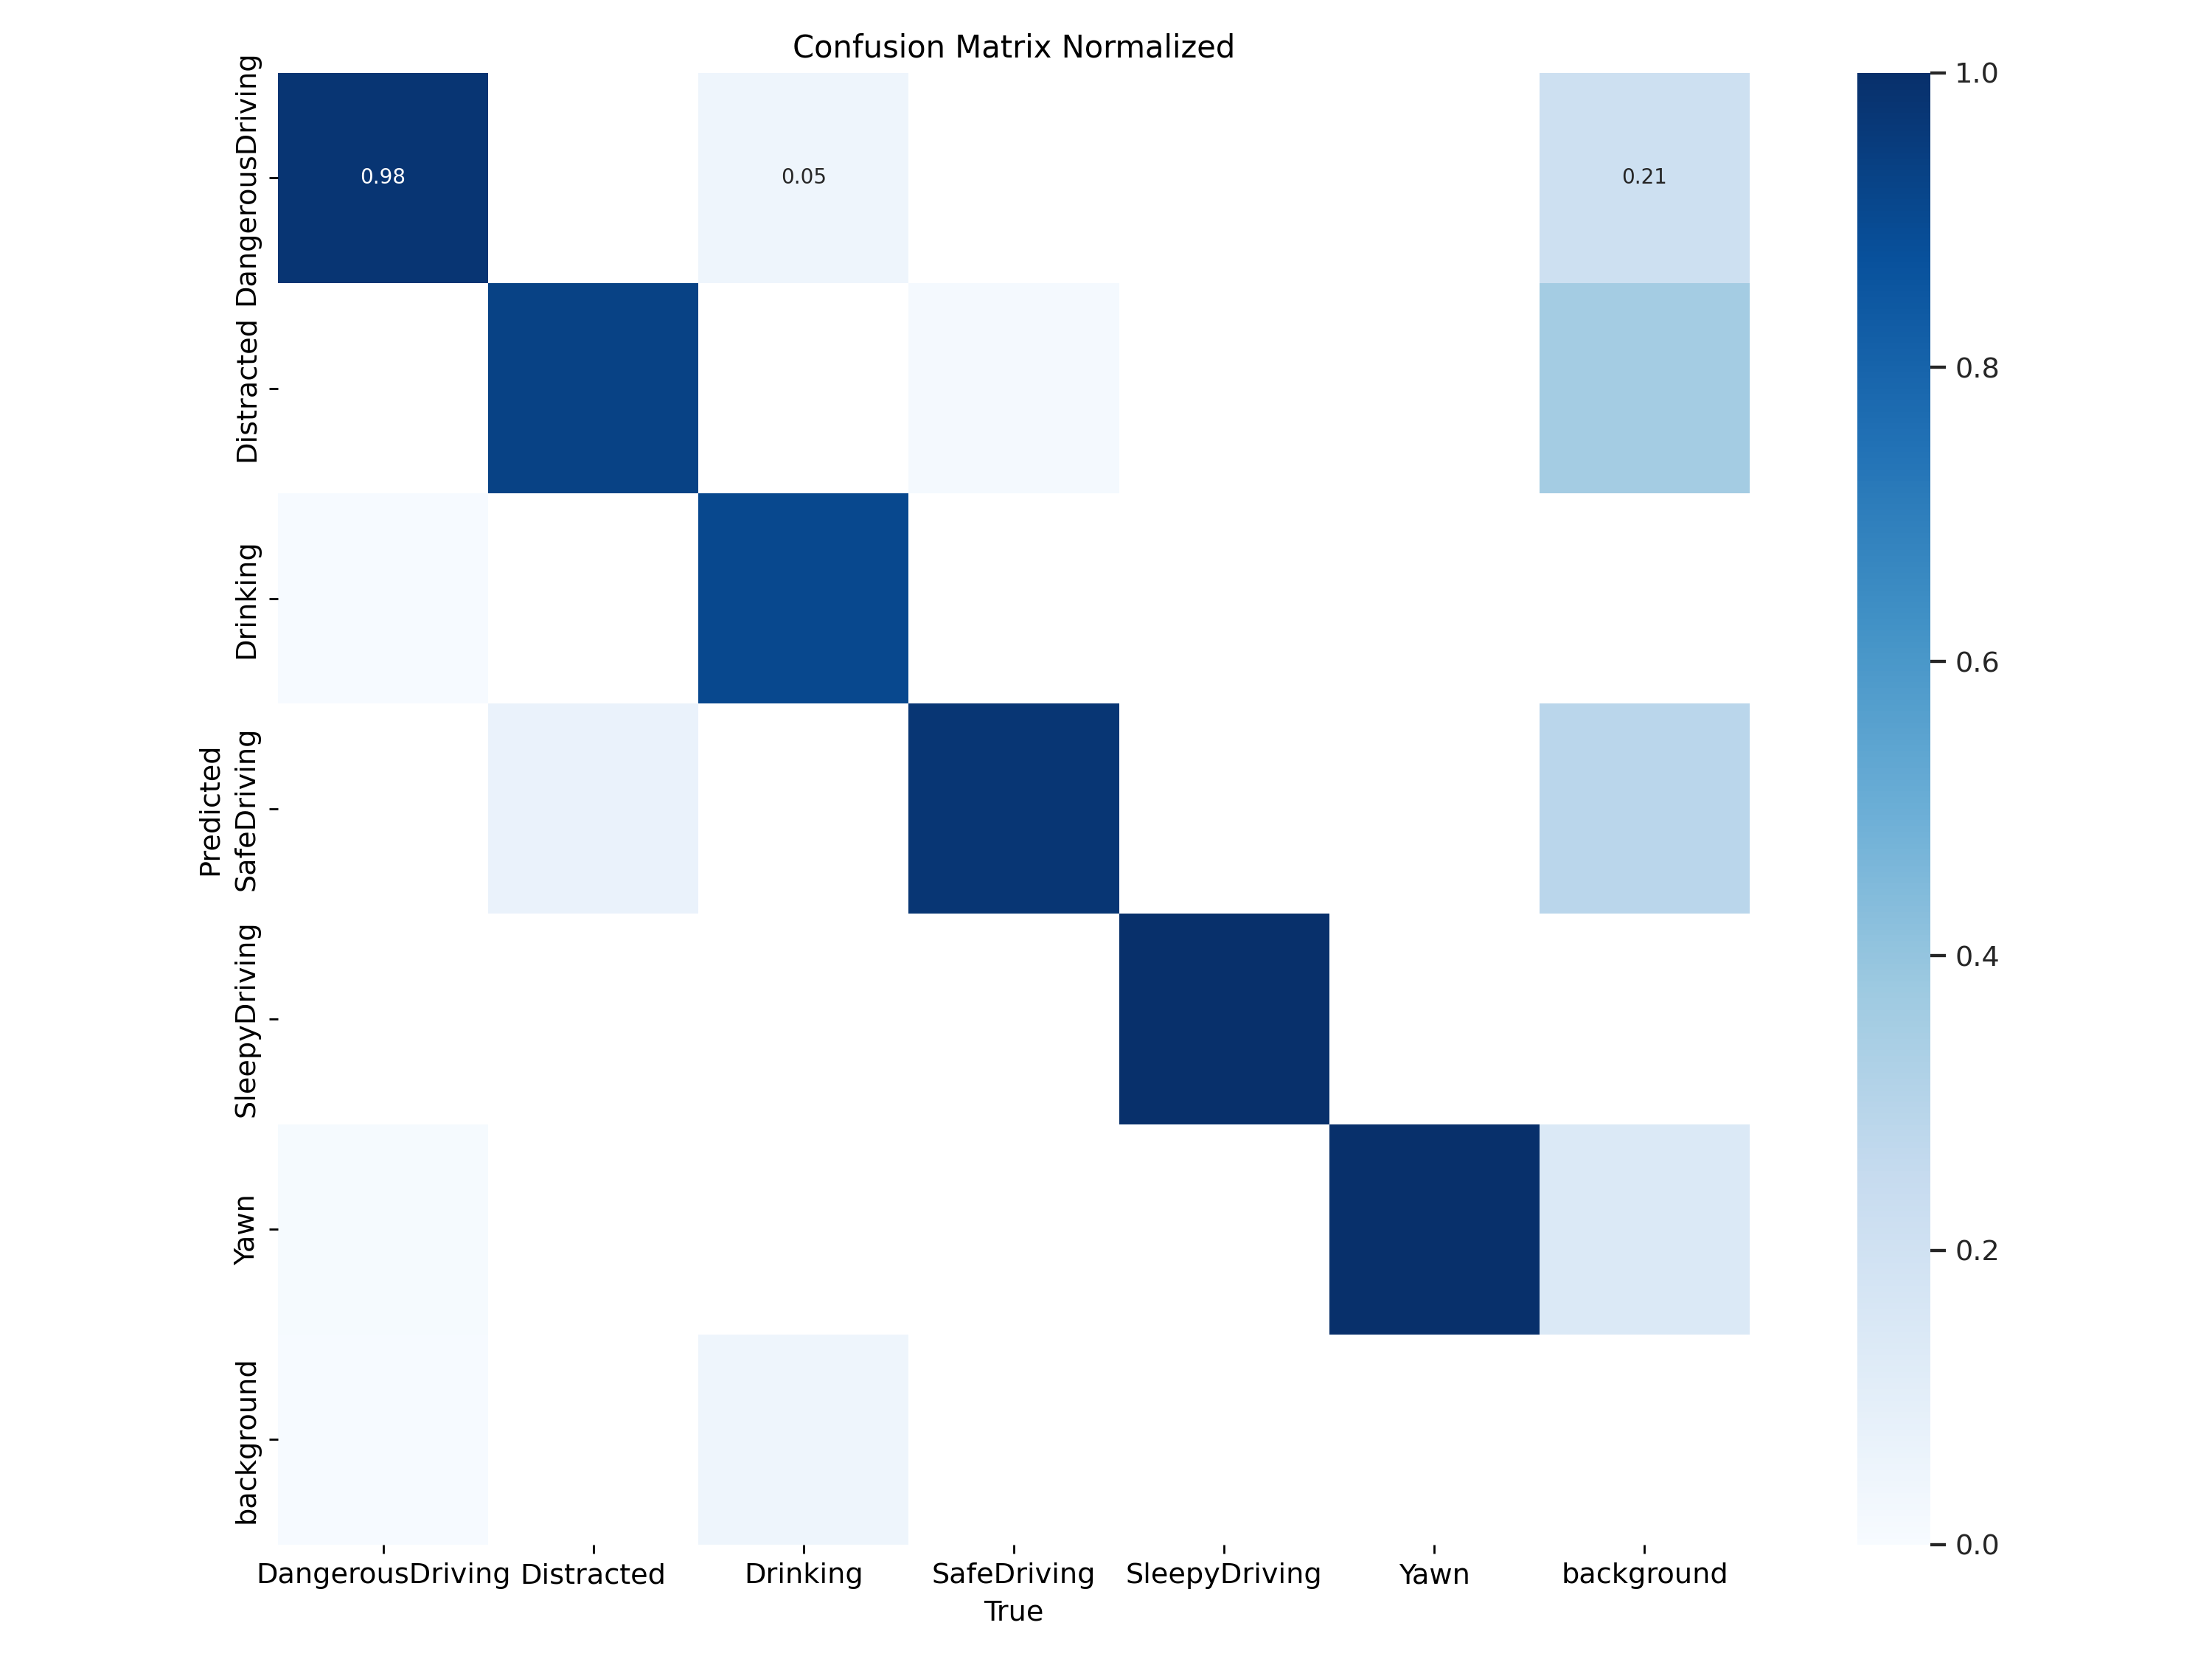 Confusion Matrix Normalized
DangerousDriving
0.98
0.05
0.21
Distracted
Drinking
SafeDriving
SleepyDriving
Yawn
background
Predicted
DangerousDriving
Distracted
Drinking
SafeDriving
SleepyDriving
Yawn
background
True
1.0
0.8
0.6
0.4
0.2
0.0